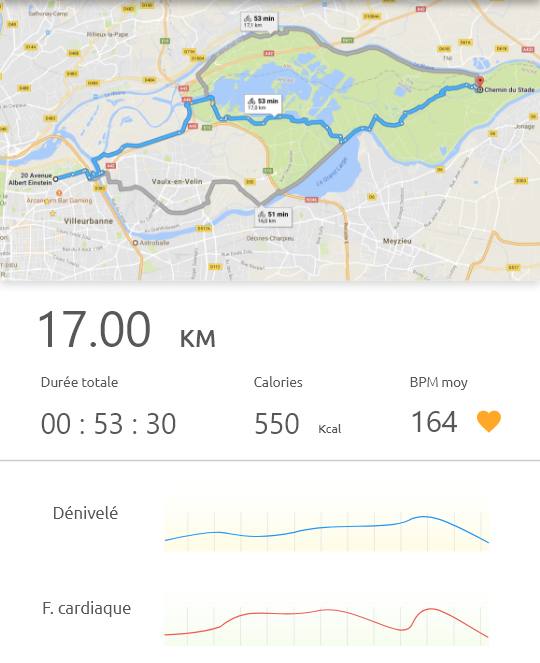 Sathonay-Camp
Rillieux-la-Pape
53 min
17,1 km
53 min
17,0 km
Chemin du Stade
Jonage
20 Avenue
Albert Einstein
Vaulx-en-Velin
Le Grand Large
Arcangym Bar Gaming
51 min
16,0 km
Villeurbanne
Astroballe
Décines-Charpieu
Meyzieu
17.00 KM
Durée totale Calories BPM moy
00 : 53 : 30 550 Kcal 164
Dénivelé
F. cardiaque